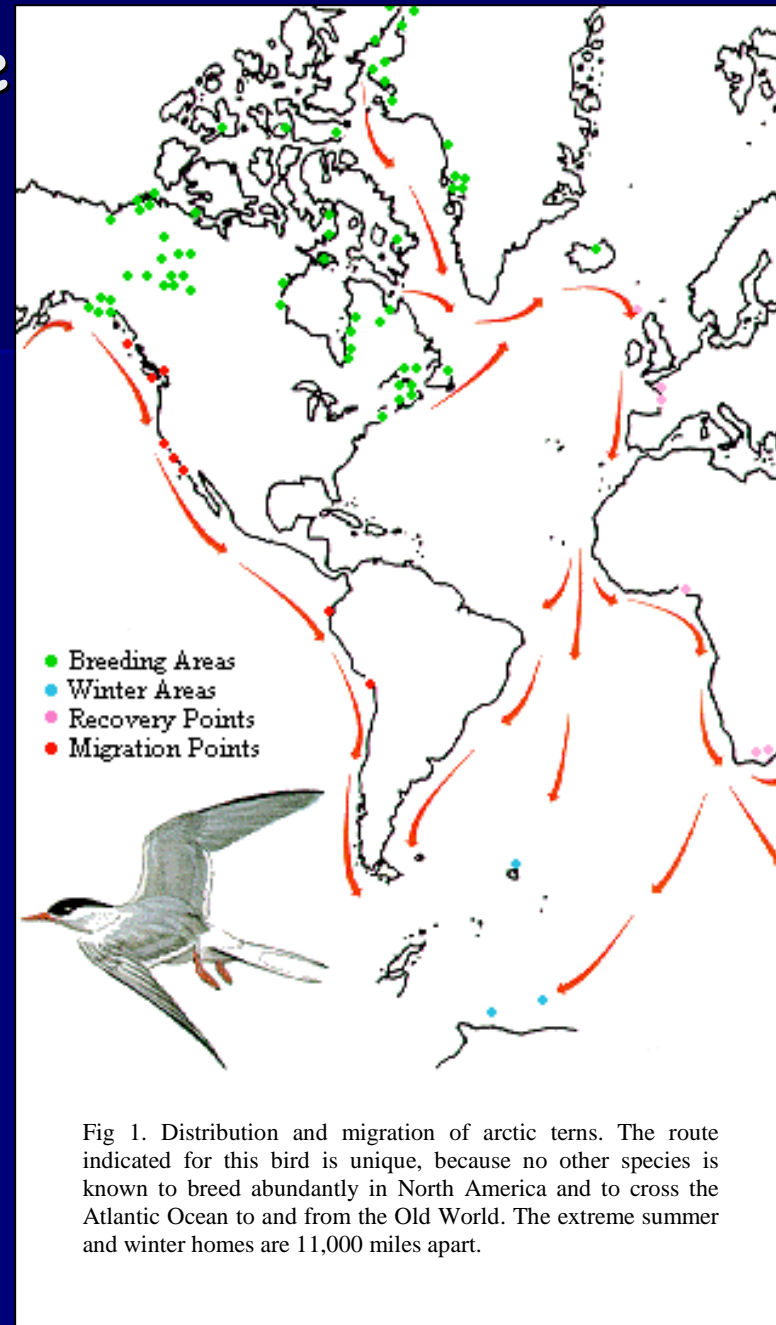 e
Breeding Areas
Winter Areas
Recovery Points
Migration Points
Fig 1. Distribution and migration of arctic terns. The route
indicated for this bird is unique, because no other species is
known to breed abundantly in North America and to cross the
Atlantic Ocean to and from the Old World. The extreme summer
and winter homes are 11,000 miles apart.